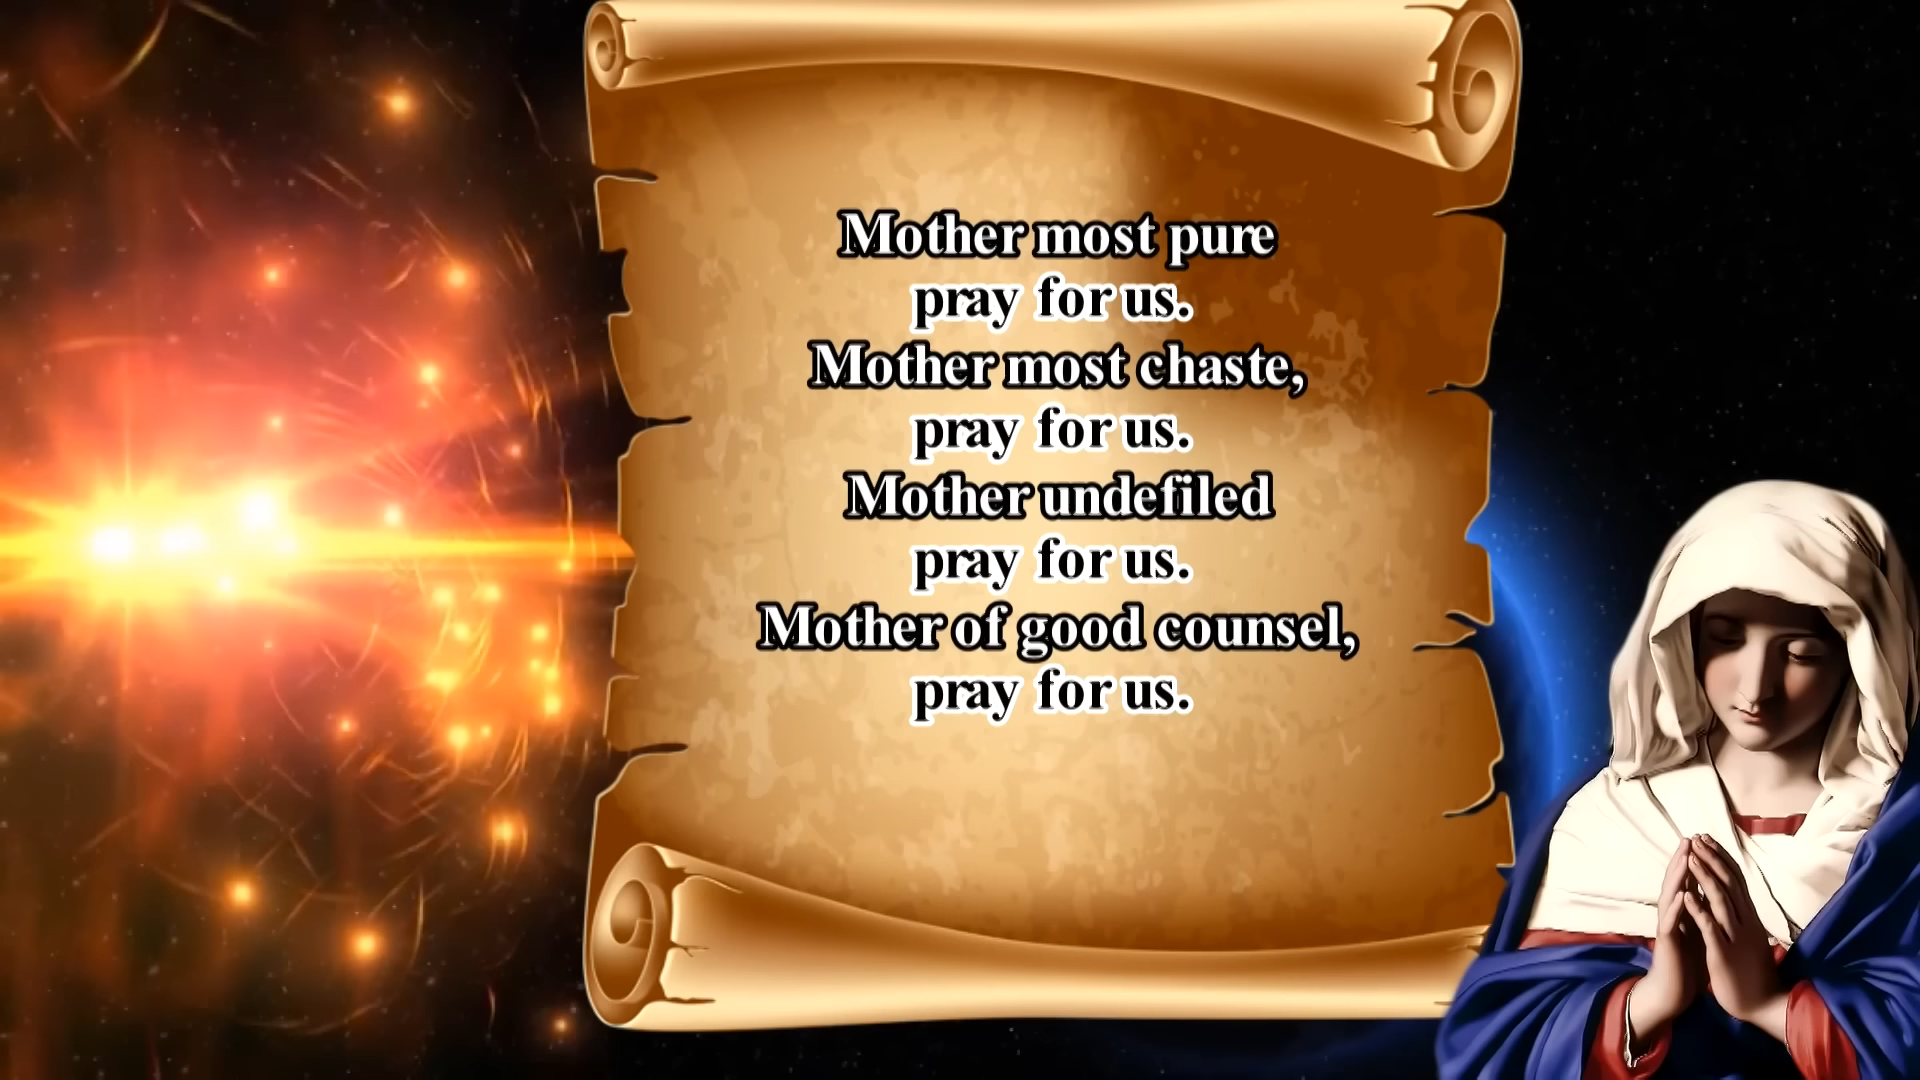 Mother most pure
pray for us.
Mother most chaste,
pray for us.
Mother undefiled
pray for us.
Mother of good counsel,
pray for us.